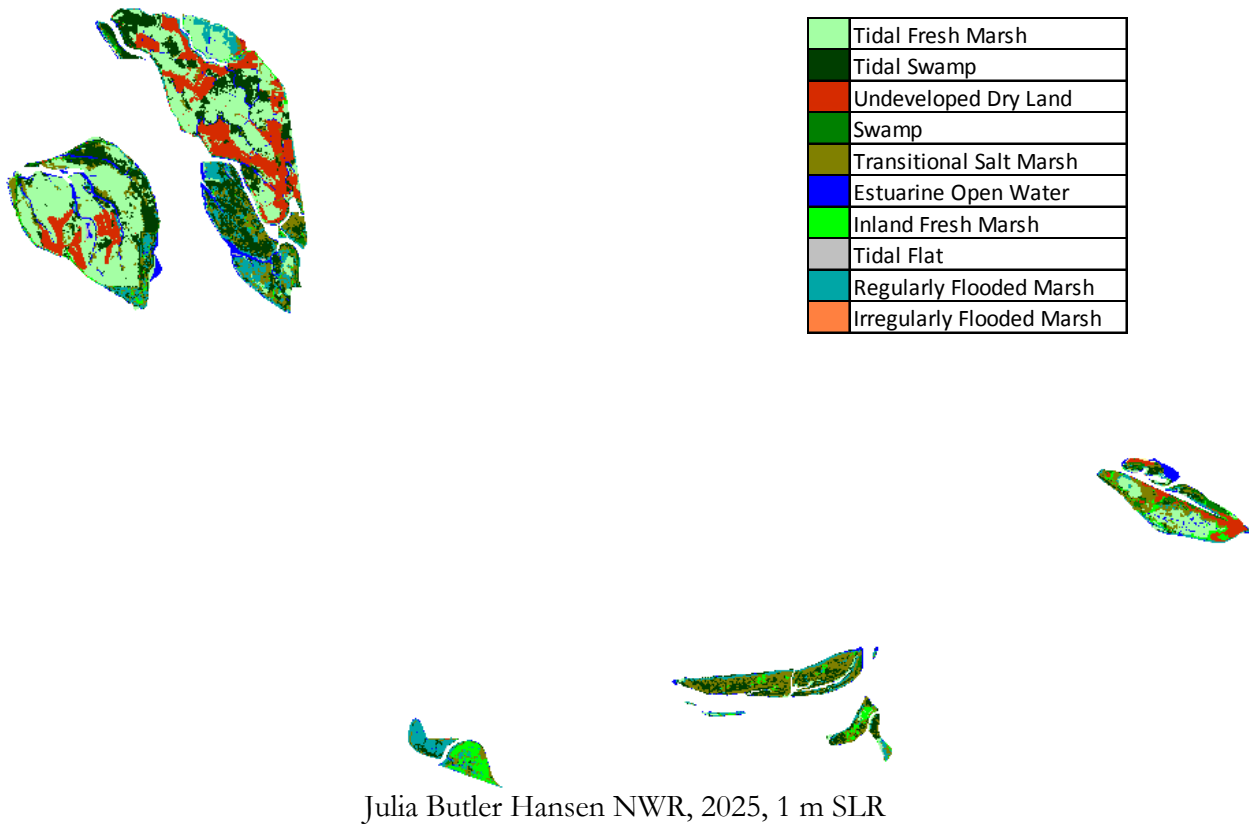 Tidal Fresh Marsh
Tidal Swamp
Undeveloped Dry Land
Swamp
Transitional Salt Marsh
Estuarine Open Water
Inland Fresh Marsh
Tidal Flat
Regularly Flooded Marsh
Irregularly Flooded Marsh
Julia Butler Hansen NWR, 2025, 1 m SLR